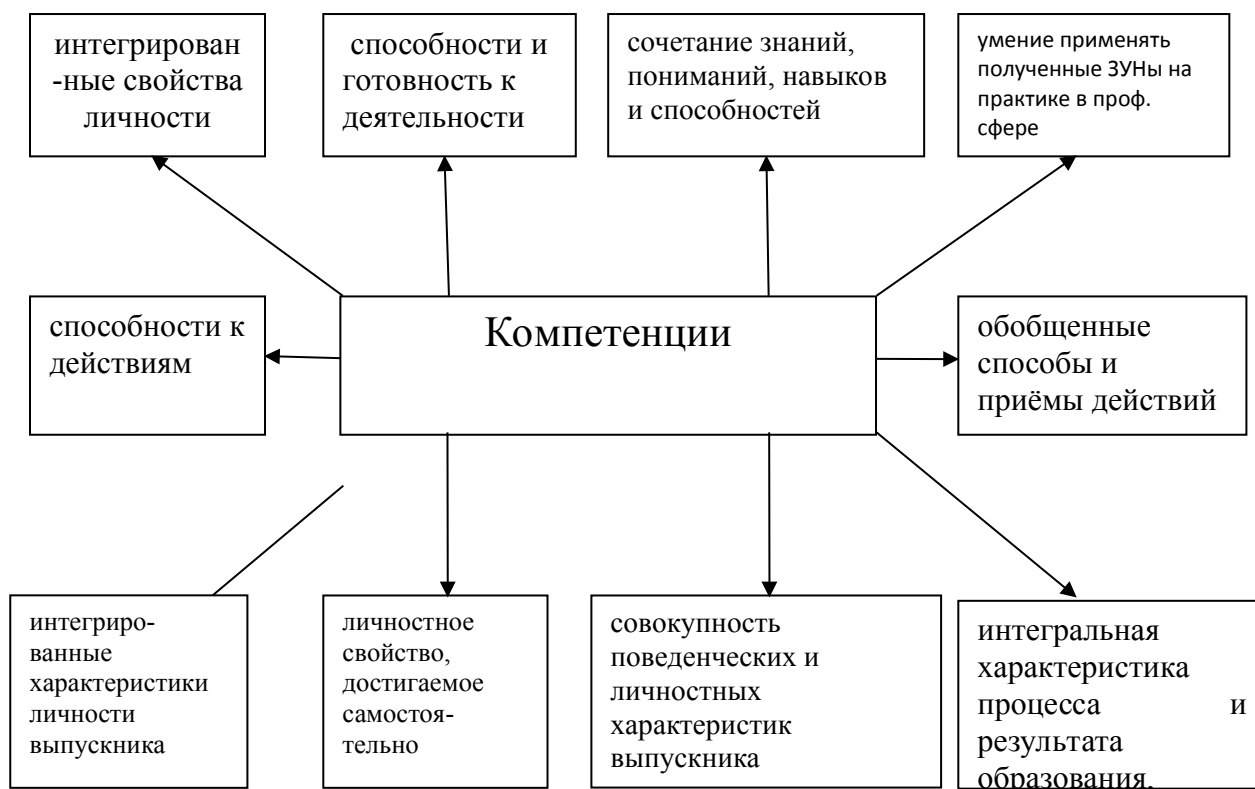 интегрирован
-ные свойства
личности
способности и
готовность к
деятельности
сочетание знаний,
пониманий, навыков
и способностей
умение применять
полученные ЗУНы на
практике в проф.
сфере
способности к
действиям
Компетенции
обобщенные
способы и
приёмы действий
интегриро-
ванные
характеристики
личности
выпускника
личностное
свойство,
достигаемое
самостоя-
тельно
совокупность
поведенческих и
личностных
характеристик
выпускника
интегральная
характеристика
процесса и
результата
образования,